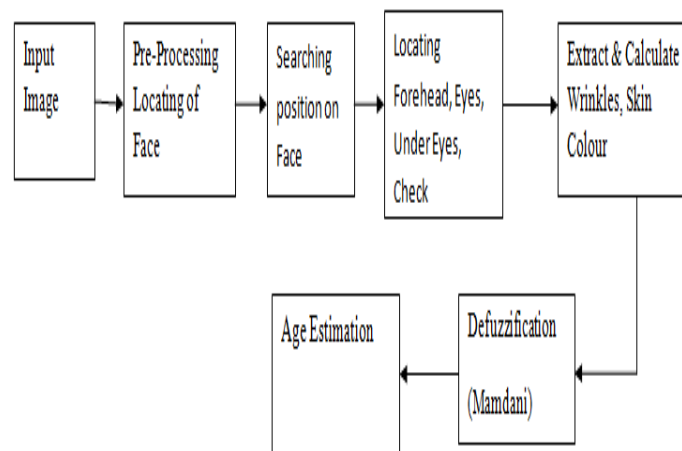 Input
Image
Pre-Processing
Locating of
Face
Searching
position on
Face
Locating
Forehead, Eyes,
Under Eyes,
Check
Extract & Calculate
Wrinkles, Skin
Colour
Defuzzification
(Mamdani)
Age Estimation